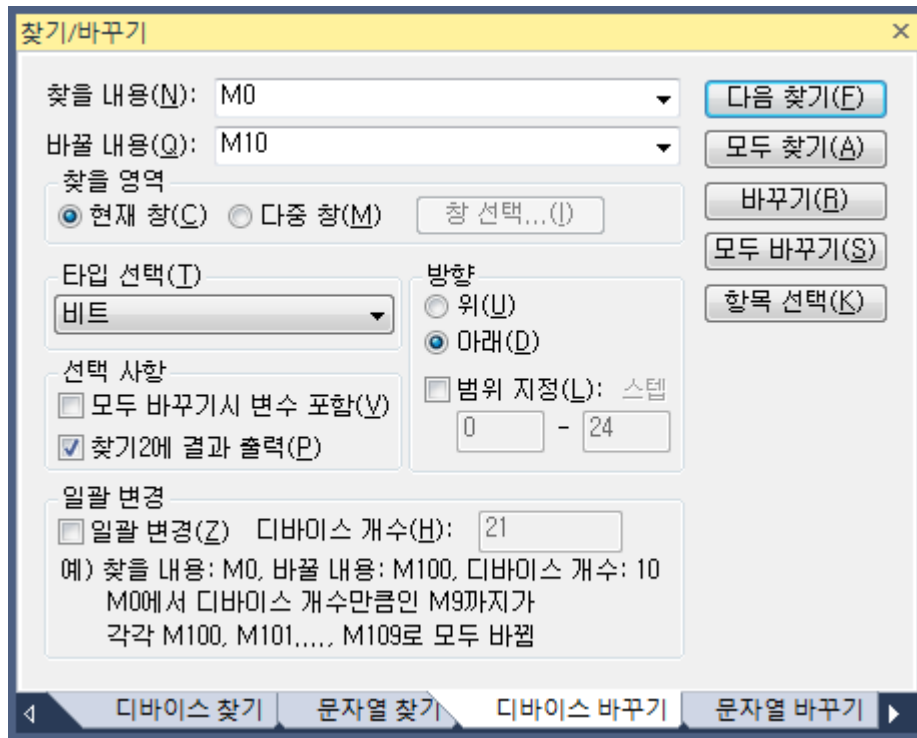 찾기/바꾸기
찾을 내용(N): M0
다음 찾기(F)
바꿀 내용(Q): M10
모두 찾기(A)
찾을 영역
현재 창(C) 다중 창(M) 창 선택...(I)
바꾸기(R)
모두 바꾸기(S)
타입 선택(T)
비트
방향
위(U)
아래(D)
항목 선택(K)
선택 사항
모두 바꾸기시 변수 포함(V)
찾기2에 결과 출력(P)
범위 지정(L): 스텝
0 - 24
일괄 변경
일괄 변경(Z) 디바이스 개수(H): 21
예) 찾을 내용: M0, 바꿀 내용: M100, 디바이스 개수: 10
M0에서 디바이스 개수만큼인 M9까지가
각각 M100, M101,..., M109로 모두 바뀜
디바이스 찾기 문자열 찾기 디바이스 바꾸기 문자열 바꾸기